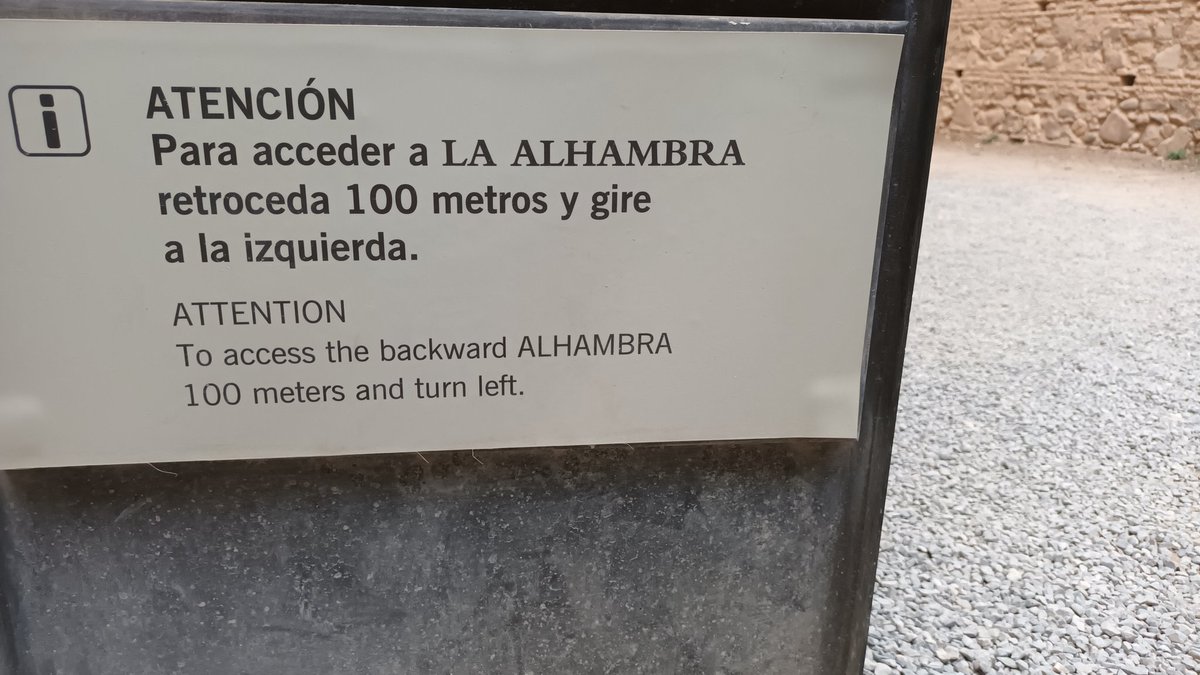 ATENCIÓN
Para acceder a LA ALHAMBRA
retroceda 100 metros y gire
a la izquierda.
ATTENTION
To access the backward ALHAMBRA
100 meters and turn left.